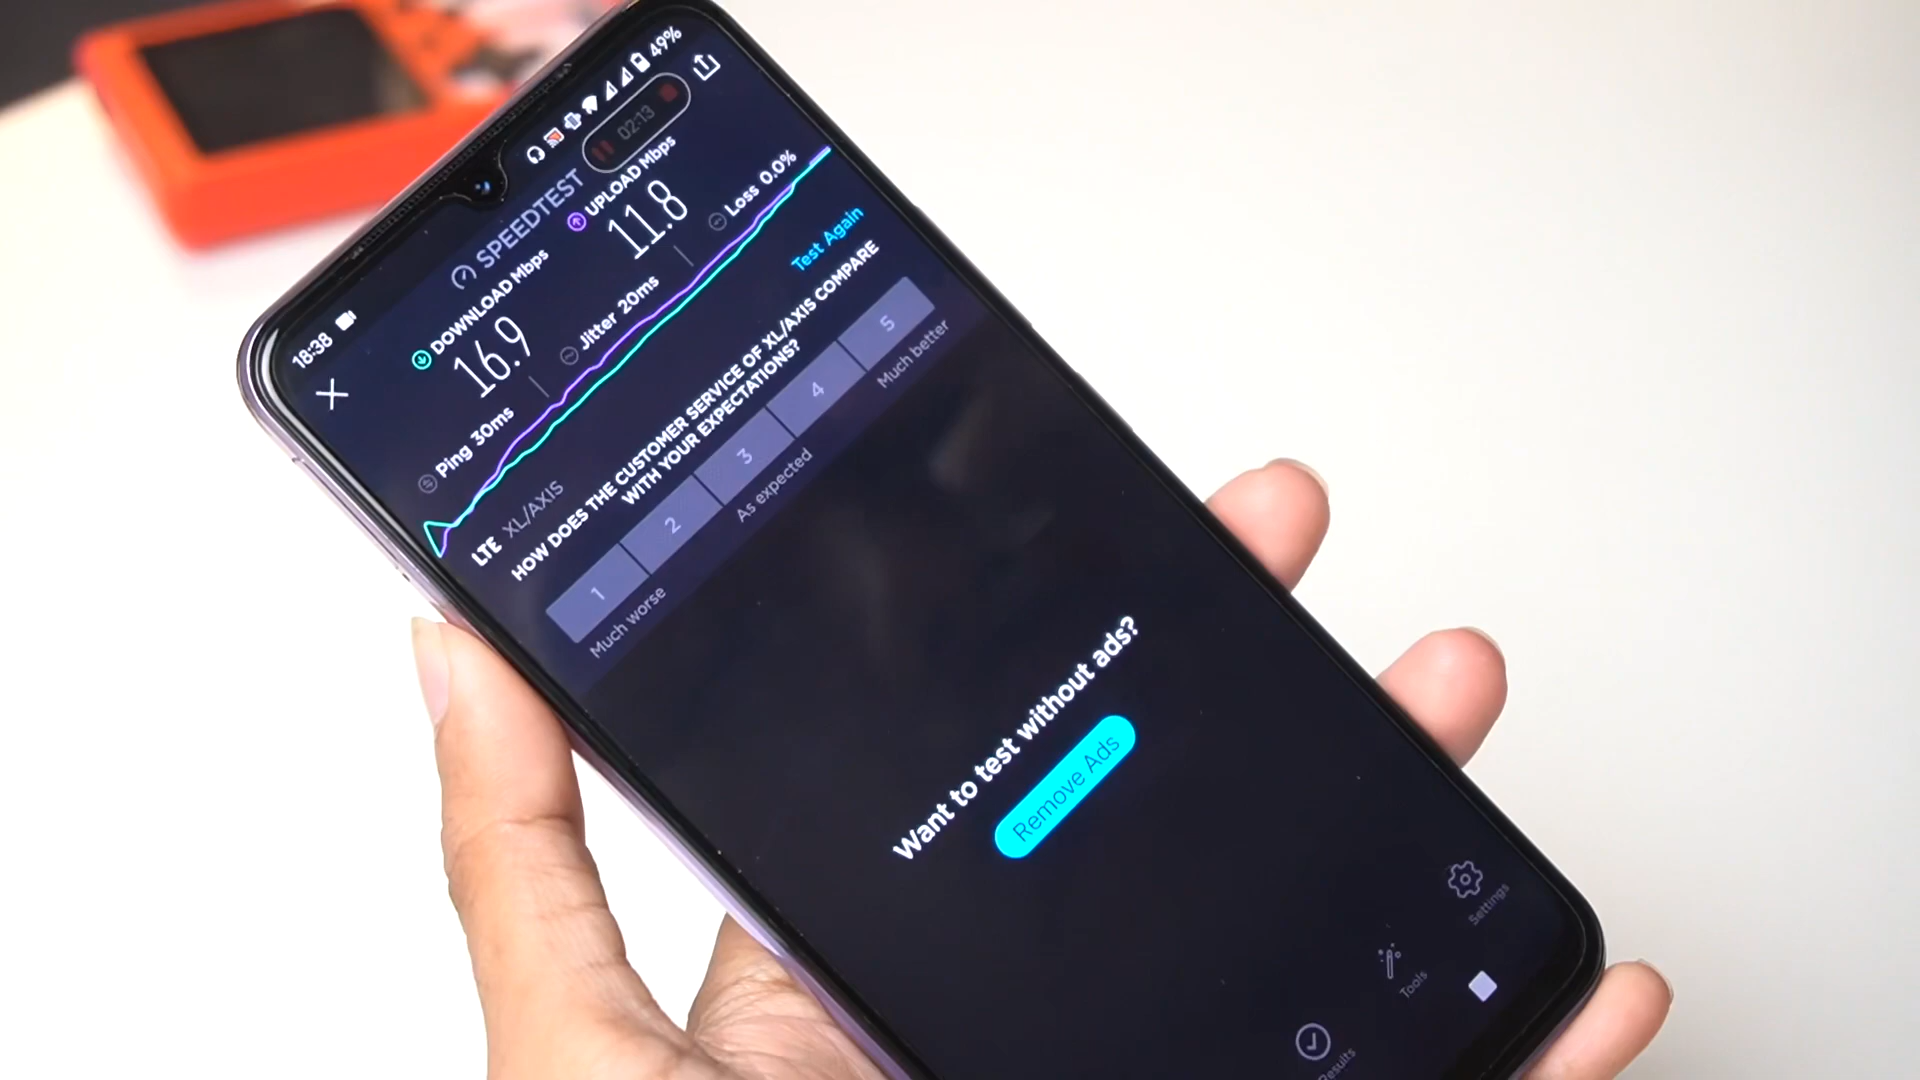 18:38
49%
02:13
SPEEDTEST
DOWNLOAD Mbps
16.9
UPLOAD Mbps
11.8
Ping 30ms
Jitter 20ms
Loss 0.0%
LTE XL/AXIS
Test Again
HOW DOES THE CUSTOMER SERVICE OF XL/AXIS COMPARE
WITH YOUR EXPECTATIONS?
1 2 3 4 5
Much worse As expected Much better
Want to test without ads?
Remove Ads
Results Tools Settings